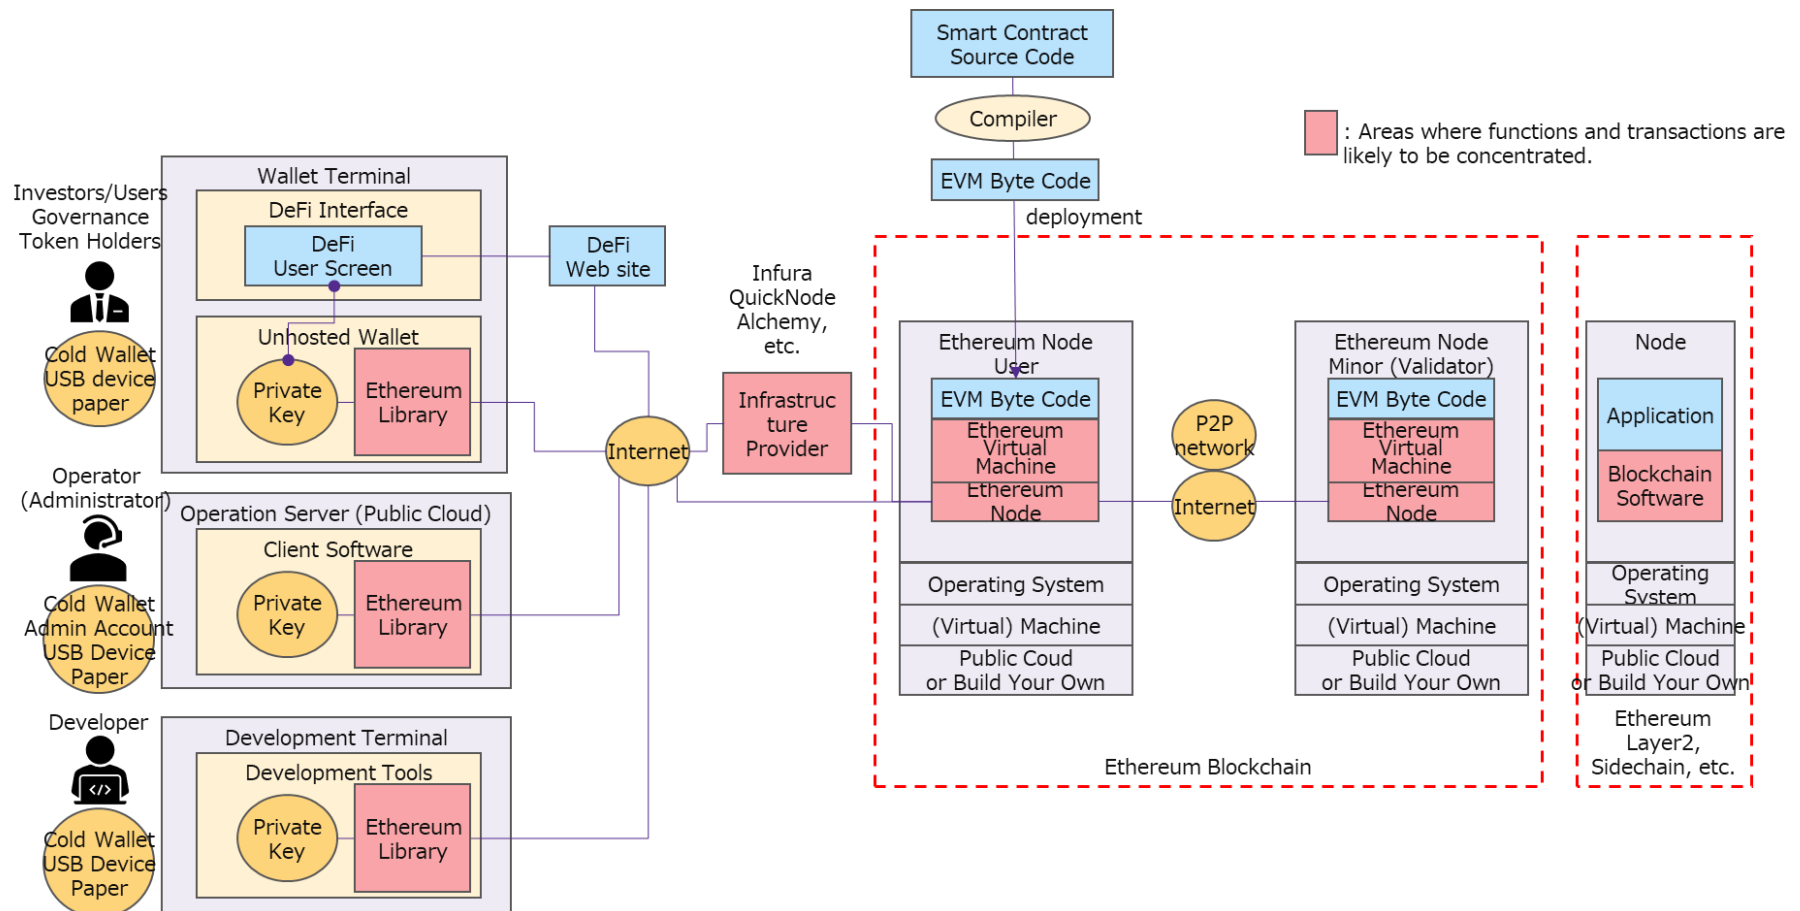 Smart Contract
Source Code
Compiler
EVM Byte Code
deployment
: Areas where functions and transactions are
likely to be concentrated.
Investors/Users
Governance
Token Holders
Cold Wallet
USB device
paper
Wallet Terminal
DeFi Interface
DeFi
User Screen
Unhosted Wallet
Private
Key
Ethereum
Library
DeFi
Web site
Operator
(Administrator)
Cold Wallet
Admin Account
USB Device
Paper
Operation Server (Public Cloud)
Client Software
Private
Key
Ethereum
Library
Developer
Cold Wallet
USB Device
Paper
Development Terminal
Development Tools
Private
Key
Ethereum
Library
Internet
Infura
QuickNode
Alchemy,
etc.
Infrastruc
ture
Provider
Ethereum Node
User
EVM Byte Code
Ethereum
Virtual
Machine
Ethereum
Node
Operating System
(Virtual) Machine
Public Coud
or Build Your Own
P2P
network
Internet
Ethereum Node
Minor (Validator)
EVM Byte Code
Ethereum
Virtual
Machine
Ethereum
Node
Operating System
(Virtual) Machine
Public Cloud
or Build Your Own
Ethereum Blockchain
Node
Application
Blockchain
Software
Operating
System
(Virtual) Machine
Public Cloud
or Build Your Own
Ethereum
Layer2,
Sidechain, etc.